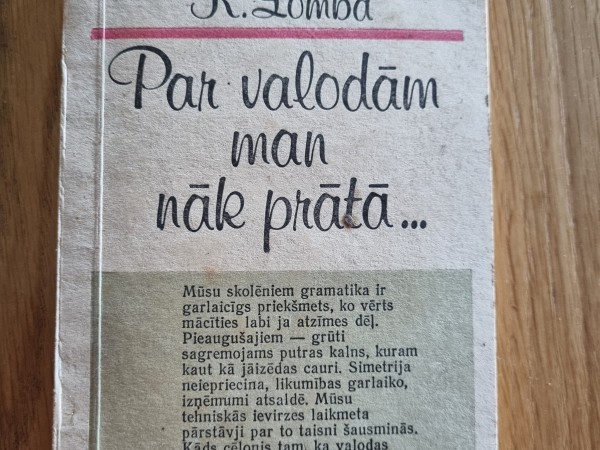 K. Lomba
Par valodām
man
nāk prātā...
Mūsu skolēniem gramatika ir
garlaicīgs priekšmets, ko vērts
mācīties labi ja atzīmes dēļ.
Pieaugušajiem — grūti
sagremojams putras kalns, kuram
kaut kā jāizēdas cauri. Simetrija
neiepriecina, likumības garlaiko,
izņēmumi atsaldē. Mūsu
tehniskās ievirzes laikmeta
pārstāvji par to taisni šausminās.
Kāds cēlonis tam, ka valodas